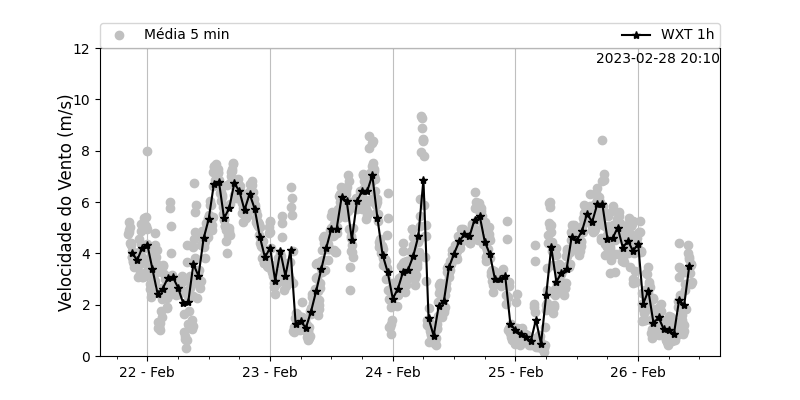 Média 5 min
WXT 1h
2023-02-28 20:10
Velocidade do Vento (m/s)
12
10
8
6
4
2
0
22 - Feb
23 - Feb
24 - Feb
25 - Feb
26 - Feb